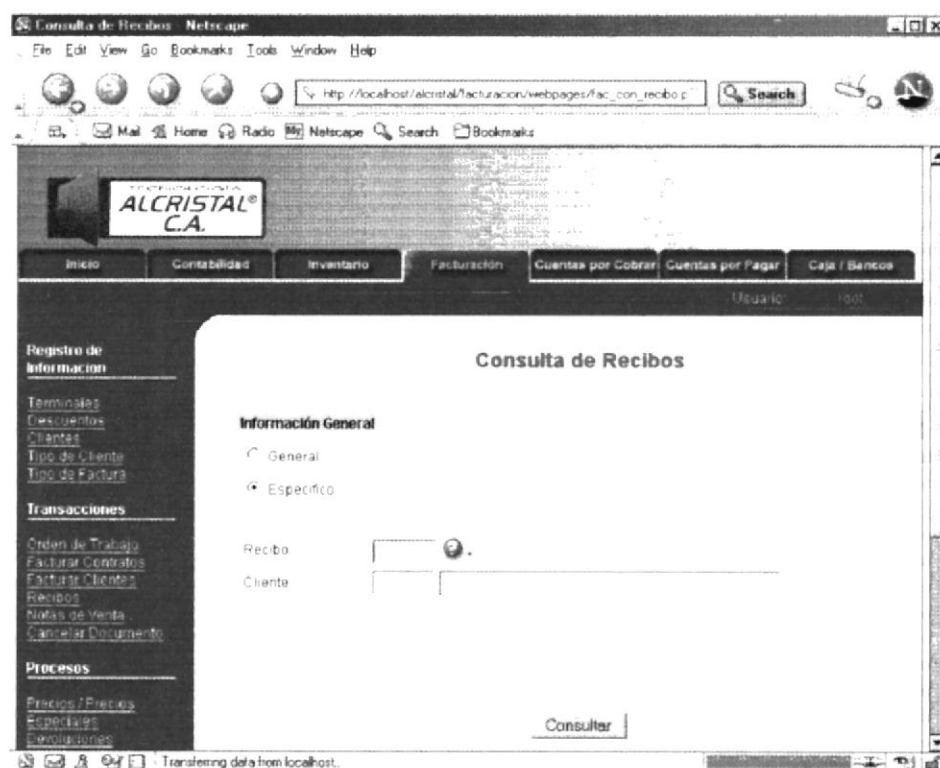 Consulta de Recibos - Netscape
File Edit View Go Bookmarks Tools Window Help
http://localhost/alcristal/facturacion/webpages/fac_con_recibo.p
Search
Mail Home Radio My Netscape Search Bookmarks
ALCRISTAL®
C.A.
Inicio Contabilidad Inventario Facturación Cuentas por Cobrar Cuentas por Pagar Caja / Bancos
Usuario: root
Registro de
Informacion
Terminales
Descuentos
Clientes
Tipo de Cliente
Tipo de Factura
Transacciones
Orden de Trabajo
Facturar Contratos
Facturar Clientes
Recibos
Notas de Venta
Cancelar Documento
Procesos
Precios / Precios
Especiales
Devoluciones
Consulta de Recibos
Información General
General
Especifico
Recibo
Cliente
Consultar
Transferring data from localhost..